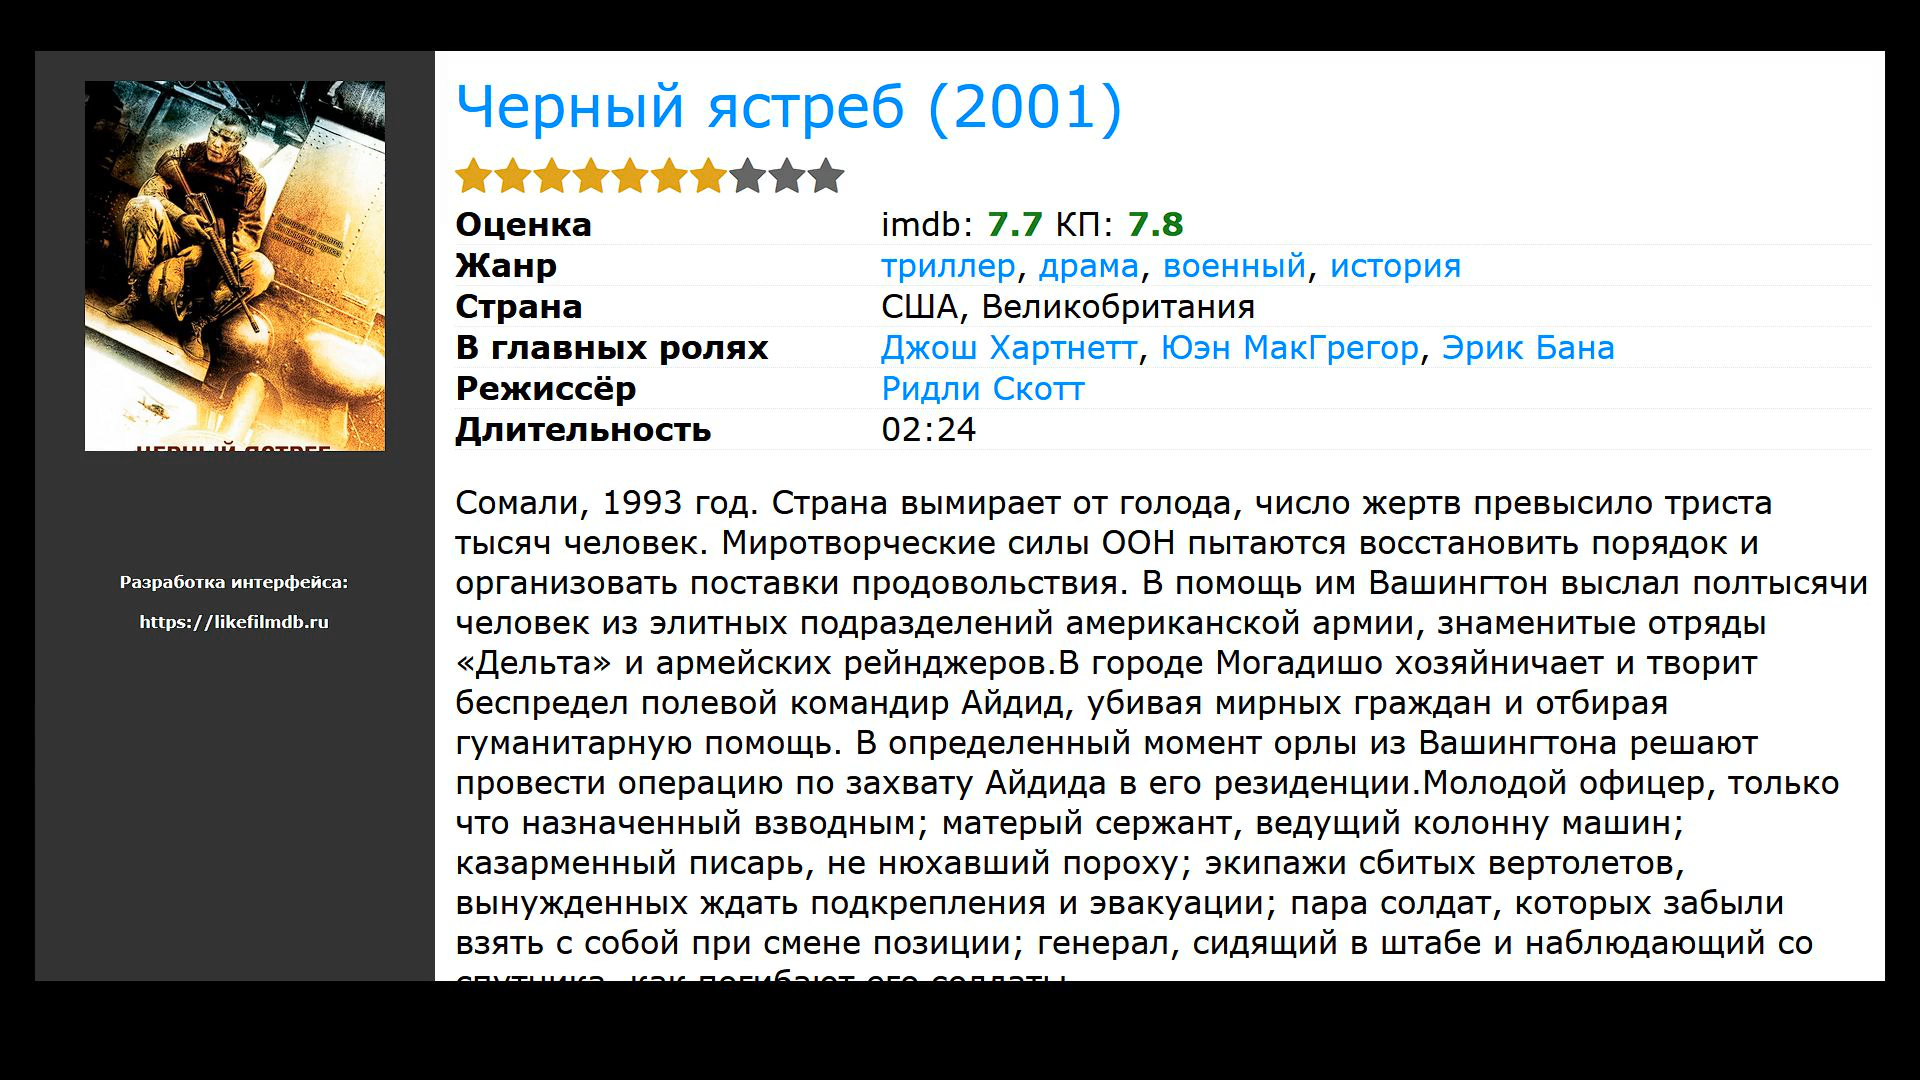 Черный ястреб (2001)
Оценка imdb: 7.7 КП: 7.8
Жанр триллер, драма, военный, история
Страна США, Великобритания
В главных ролях Джош Хартнетт, Юэн МакГрегор, Эрик Бана
Режиссёр Ридли Скотт
Длительность 02:24
Сомали, 1993 год. Страна вымирает от голода, число жертв превысило триста
тысяч человек. Миротворческие силы ООН пытаются восстановить порядок и
организовать поставки продовольствия. В помощь им Вашингтон выслал полтысячи
человек из элитных подразделений американской армии, знаменитые отряды
«Дельта» и армейских рейнджеров.В городе Могадишо хозяйничает и творит
беспредел полевой командир Айдид, убивая мирных граждан и отбирая
гуманитарную помощь. В определенный момент орлы из Вашингтона решают
провести операцию по захвату Айдида в его резиденции.Молодой офицер, только
что назначенный взводным; матерый сержант, ведущий колонну машин;
казарменный писарь, не нюхавший пороху; экипажи сбитых вертолетов,
вынужденных ждать подкрепления и эвакуации; пара солдат, которых забыли
взять с собой при смене позиции; генерал, сидящий в штабе и наблюдающий со
спутника, как погибают его солдаты
ЧЕРНЫЙ ЯСТРЕБ
Разработка интерфейса:
https://likefilmdb.ru